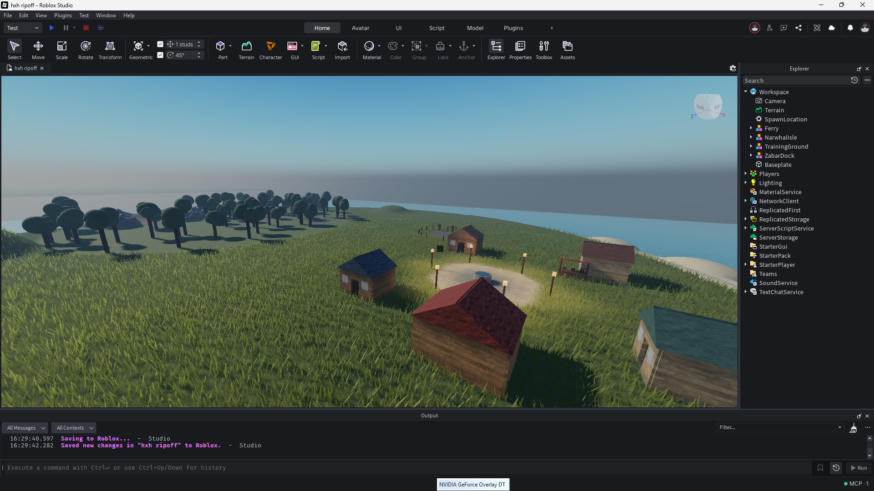 hxh ripoff - Roblox Studio
File Edit View Plugins Test Window Help
Test Home Avatar UI Script Model Plugins +
Select Move Scale Rotate Transform Geometric 1 studs 45° Part Terrain Character GUI Script Import Material Color Group Lock Anchor Explorer Properties Toolbox Assets
hxh ripoff
Explorer
Search
Workspace
Camera
Terrain
SpawnLocation
Ferry
NarwhalIsle
TrainingGround
ZabanDock
Baseplate
Players
Lighting
MaterialService
NetworkClient
ReplicatedFirst
ReplicatedStorage
ServerScriptService
ServerStorage
StarterGui
StarterPack
StarterPlayer
Teams
SoundService
TextChatService
Output
All Messages All Contexts Filter...
16:29:40.597 Saving to Roblox... - Studio
16:29:42.282 Saved new changes in "hxh ripoff" to Roblox. - Studio
Execute a command with Ctrl+↵ or use Ctrl+Up/Down for history Run
NVIDIA GeForce Overlay DT MCP · 1